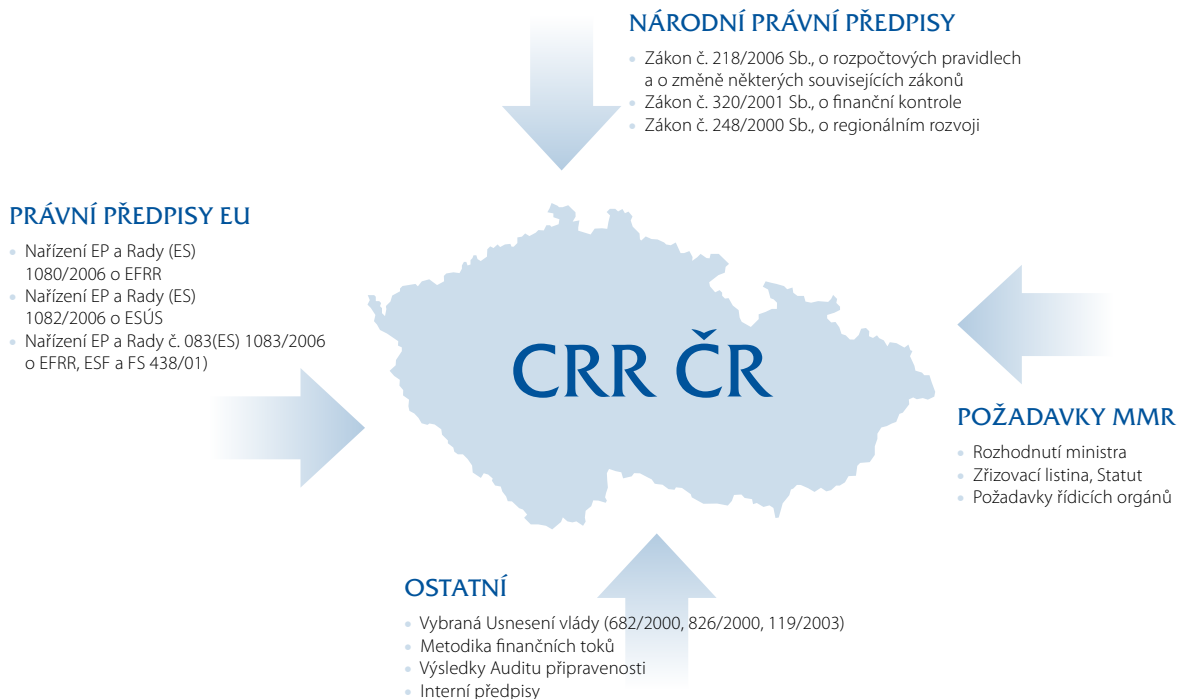 NÁRODNÍ PRÁVNÍ PŘEDPISY
• Zákon č. 218/2006 Sb., o rozpočtových pravidlech
a o změně některých souvisejících zákonů
• Zákon č. 320/2001 Sb., o finanční kontrole
• Zákon č. 248/2000 Sb., o regionálním rozvoji
PRÁVNÍ PŘEDPISY EU
• Nařízení EP a Rady (ES)
1080/2006 o EFRR
• Nařízení EP a Rady (ES)
1082/2006 o ESÚS
• Nařízení EP a Rady č. 083(ES) 1083/2006
o EFRR, ESF a FS 438/01)
CRR ČR
POŽADAVKY MMR
• Rozhodnutí ministra
• Zřizovací listina, Statut
• Požadavky řídicích orgánů
OSTATNÍ
• Vybraná Usnesení vlády (682/2000, 826/2000, 119/2003)
• Metodika finančních toků
• Výsledky Auditu připravenosti
• Interní předpisy